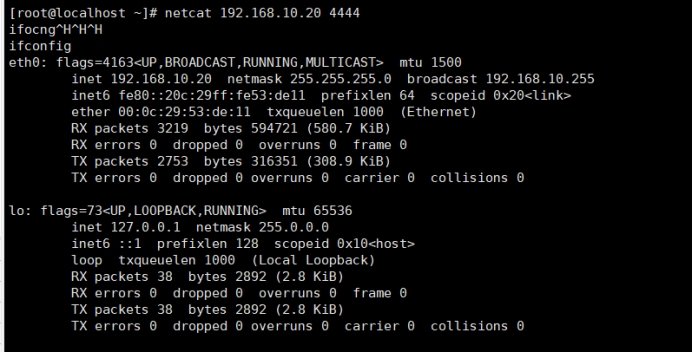 [root@localhost ~]# netcat 192.168.10.20 4444
ifocng^H^H^H
ifconfig
eth0: flags=4163<UP,BROADCAST,RUNNING,MULTICAST>  mtu 1500
        inet 192.168.10.20  netmask 255.255.255.0  broadcast 192.168.10.255
        inet6 fe80::20c:29ff:fe53:de11  prefixlen 64  scopeid 0x20<link>
        ether 00:0c:29:53:de:11  txqueuelen 1000  (Ethernet)
        RX packets 3219  bytes 594721 (580.7 KiB)
        RX errors 0  dropped 0  overruns 0  frame 0
        TX packets 2753  bytes 316351 (308.9 KiB)
        TX errors 0  dropped 0 overruns 0  carrier 0  collisions 0

lo: flags=73<UP,LOOPBACK,RUNNING>  mtu 65536
        inet 127.0.0.1  netmask 255.0.0.0
        inet6 ::1  prefixlen 128  scopeid 0x10<host>
        loop  txqueuelen 1000  (Local Loopback)
        RX packets 38  bytes 2892 (2.8 KiB)
        RX errors 0  dropped 0  overruns 0  frame 0
        TX packets 38  bytes 2892 (2.8 KiB)
        TX errors 0  dropped 0 overruns 0  carrier 0  collisions 0